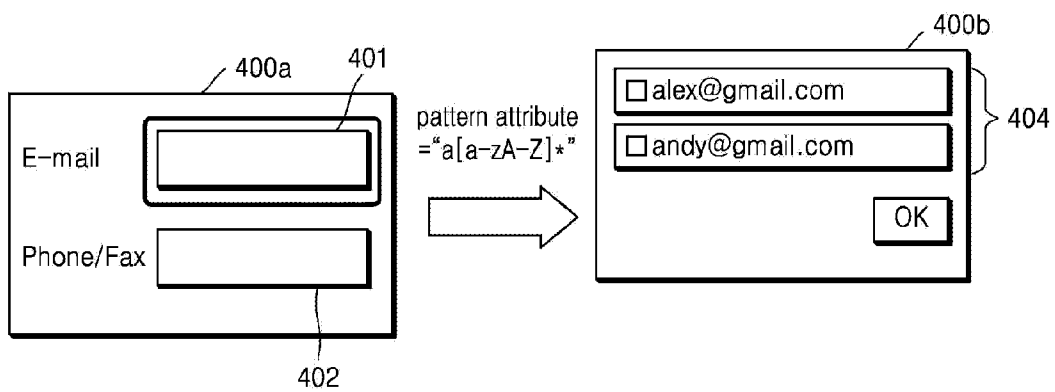 400a
401
E-mail
Phone/Fax
402
pattern attribute
="a[a-zA-Z]*"
400b
alex@gmail.com
andy@gmail.com
404
OK